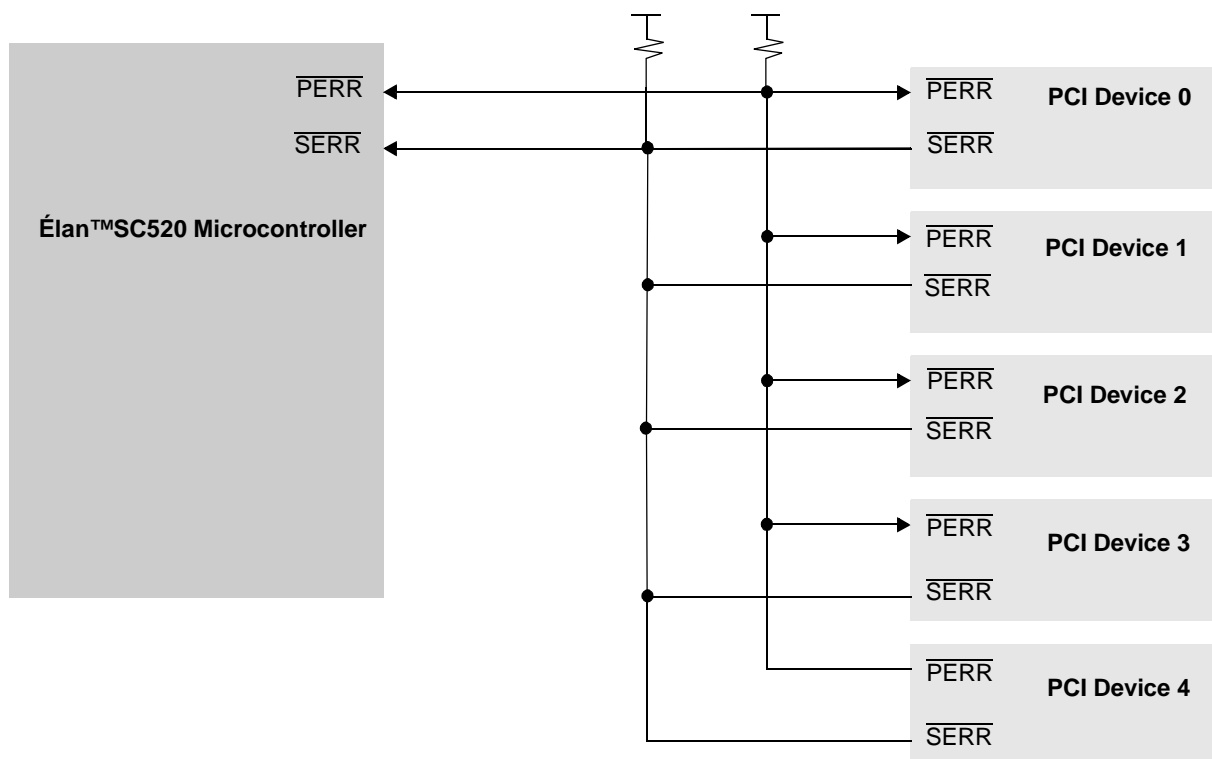 PERR
SERR
Élan™SC520 Microcontroller
PERR
PCI Device 0
SERR
PERR
PCI Device 1
SERR
PERR
PCI Device 2
SERR
PERR
PCI Device 3
SERR
PERR
PCI Device 4
SERR